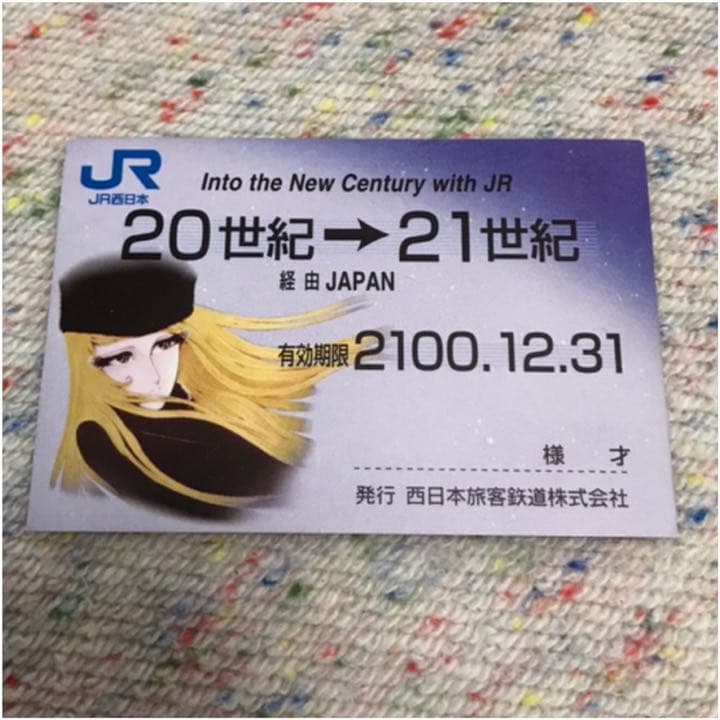 JR
JR西日本
Into the New Century with JR
20世紀→21世紀
経由 JAPAN
有効期限 2100.12.31
様 才
発行 西日本旅客鉄道株式会社